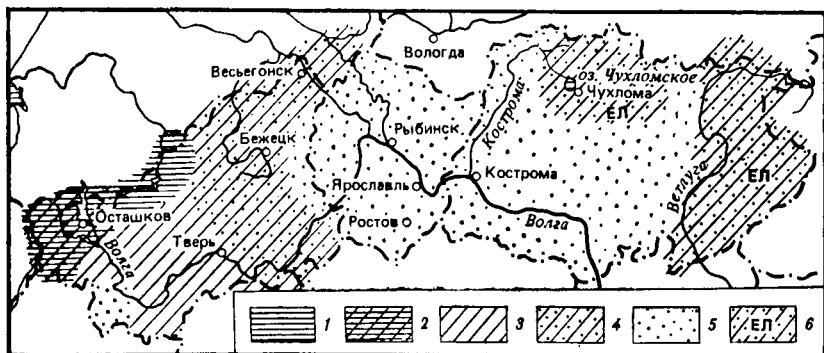 Вологда
Весьегонск
оз. Чухломское
Чухлома
ЕЛ
Кострома
Рыбинск
Бежецк
Ветлуга
ЕЛ
Ярославль
Кострома
Осташков
Ростов
Волга
Волга
Тверь
1 2 3 4 5 ЕЛ 6